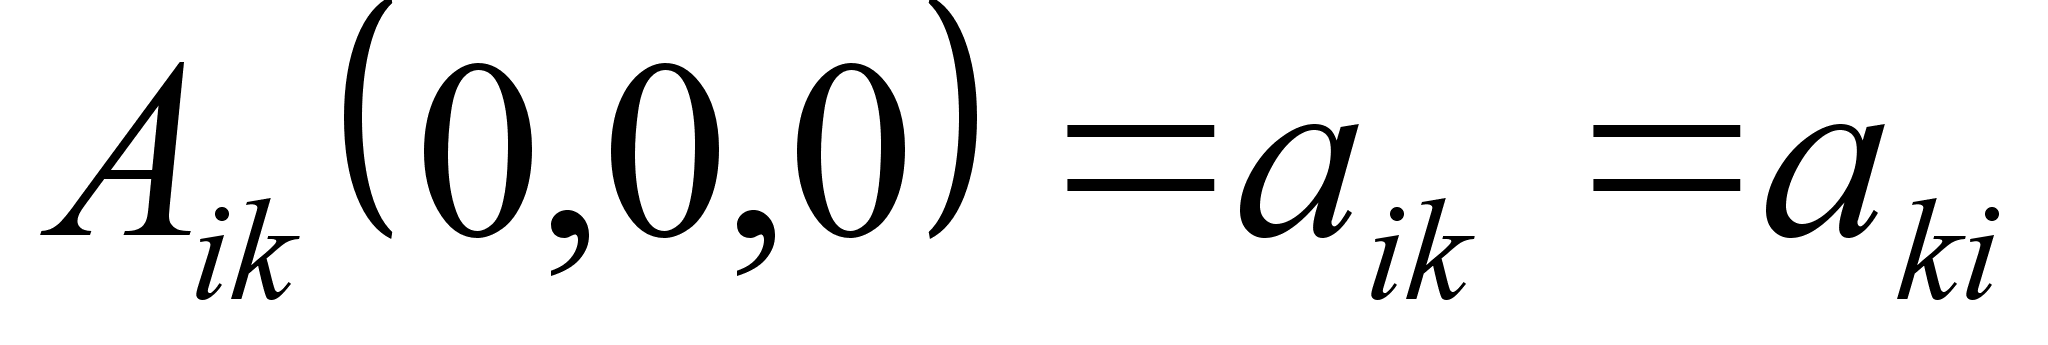 A_{ik}(0,0,0) = a_{ik} = a_{ki}